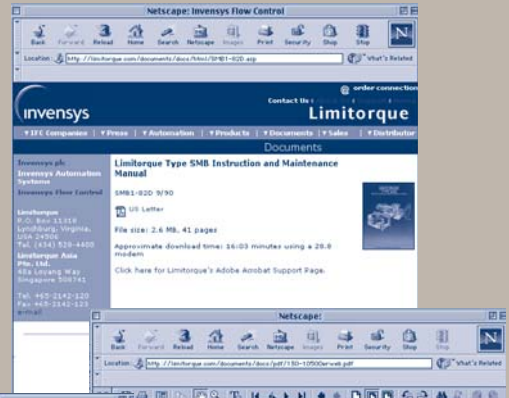 Netscape: Invensys Flow Control
Back Forward Reload Home Search Netscape Images Print Security Shop Stop
Location: http://limitorque.com/documents/docs/html/SMB1-82D.asp What's Related
order connection
Contact Us
invensys
Limitorque
IFC Companies Press Automation Products Documents Sales Distributor
Documents
Invensys plc
Invensys Automation
Systems
Invensys Flow Control
Limitorque
P.O. Box 11318
Lynchburg, Virginia,
USA 24506
Tel. (434) 528-4400
Limitorque Asia
Pte. Ltd.
Singapore 508741
e-mail
Limitorque Type SMB Instruction and Maintenance
Manual
SMB1-82D 9/90
US Letter
File size: 2.6 MB, 41 pages
Approximate download time: 16:03 minutes using a 28.8
modem
Click here for Limitorque's Adobe Acrobat Support Page.
Netscape:
Back Forward Reload Home Search Netscape Images Print Security Shop Stop
What's Related